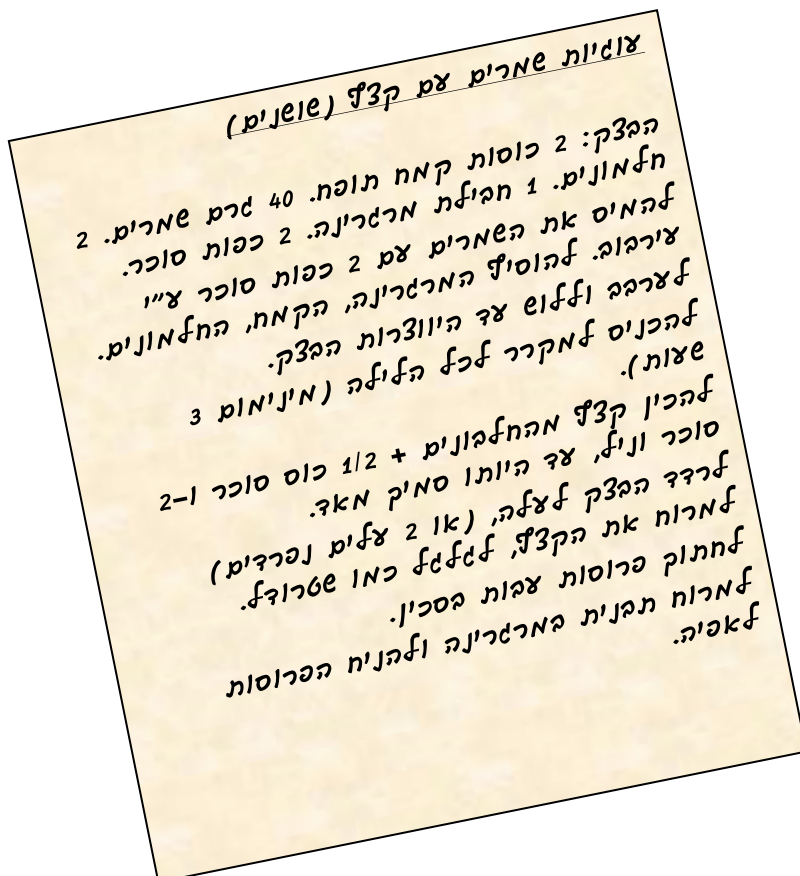 עוגיות שמרים עם קצף (שושנים)
הבצק: 2 כוסות קמח תופח. 40 גרם שמרים. 2
חלמונים. 1 חבילת מרגרינה. 2 כפות סוכר.
להמיס את השמרים עם 2 כפות סוכר ע״י
עירבוב. להוסיף המרגרינה, הקמח, החלמונים.
לערבב וללוש עד היווצרות הבצק.
להכניס למקרר לכל הלילה (מינימום 3
שעות).
להכין קצף מהחלבונים + 1/2 כוס סוכר ו-2
סוכר וניל, עד היותו סמיק מאד.
לרדד הבצק לעלה, (או 2 עלים נפרדים)
למרוח את הקצף, לגלגל כמו שטרודל.
לחתוק פרוסות עבות בסכין.
למרוח תבנית במרגרינה ולהניח הפרוסות
לאפיה.